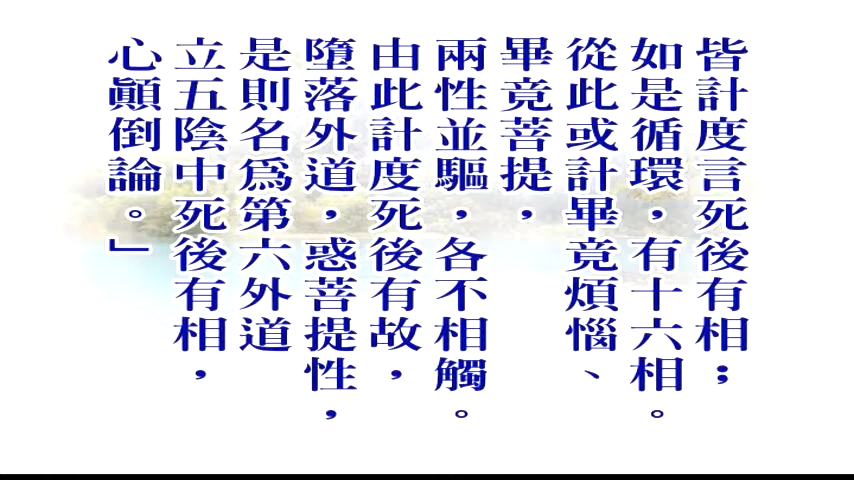 皆計度言死後有相；
如是循環，有十六相。
從此或計畢竟煩惱、
畢竟菩提，
兩性並驅，各不相觸。
由此計度死後有故，
墮落外道，惑菩提性，
是則名爲第六外道
立五陰中死後有相，
心顚倒論。」